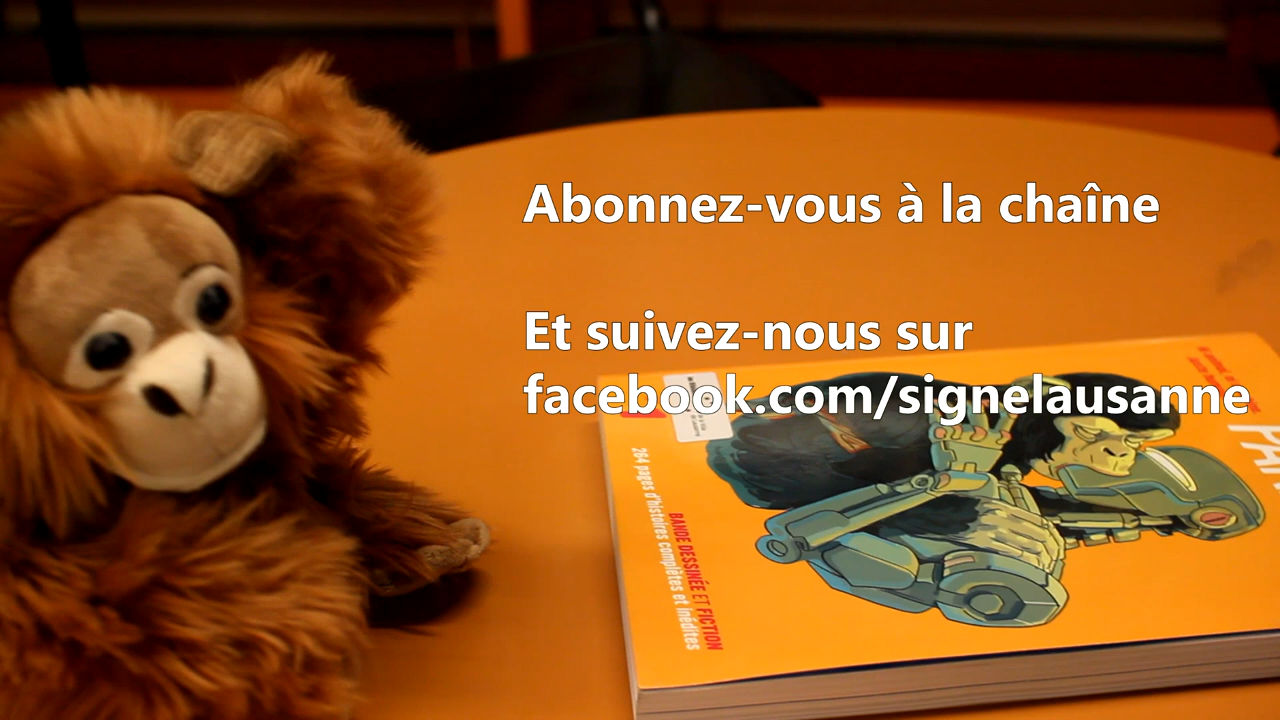 Abonnez-vous à la chaîne
Et suivez-nous sur
facebook.com/signelausanne
264 pages d'histoires complètes et inédites
BANDE DESSINÉE ET FICTION